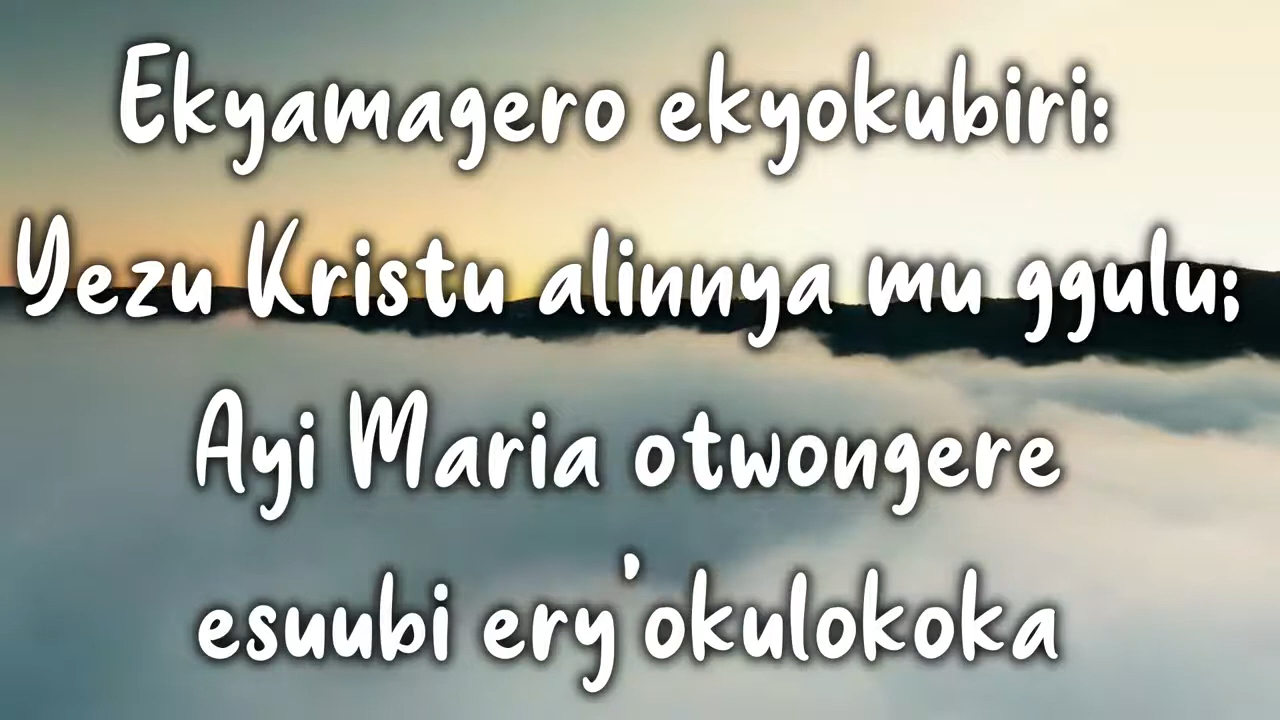 Ekyamagero ekyokubiri:
Yezu Kristu alinnya mu ggulu;
Ayi Maria otwongere
esuubi ery'okulokoka